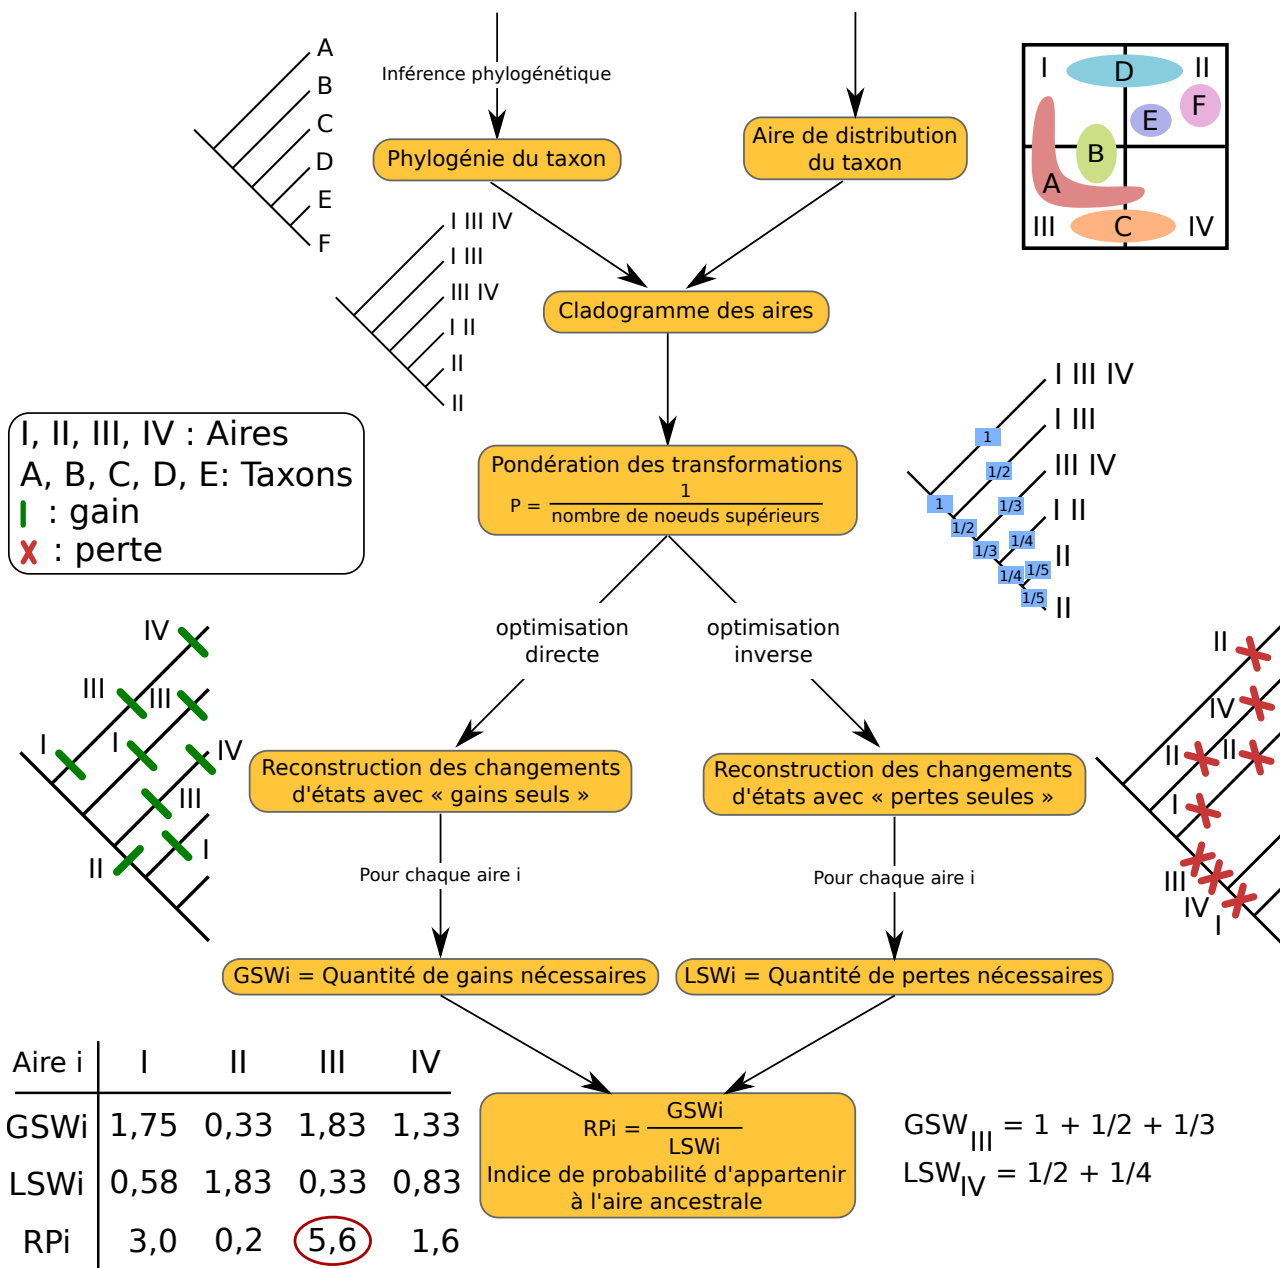 A
B
C
D
E
F
Inférence phylogénétique
Phylogénie du taxon
Aire de distribution
du taxon
I
D
II
F
E
B
A
III
C
IV
I III IV
I III
III IV
I II
II
II
Cladogramme des aires
I, II, III, IV : Aires
A, B, C, D, E: Taxons
: gain
: perte
Pondération des transformations
P = 1
nombre de noeuds supérieurs
I III IV
I III
III IV
I II
II
II
1
1/2
1
1/3
1/2
1/4
1/3
1/5
1/4
1/5
optimisation
directe
optimisation
inverse
IV
III
III
I
I
IV
III
I
II
II
IV
II
II
I
III
IV
I
Reconstruction des changements
d'états avec « gains seuls »
Reconstruction des changements
d'états avec « pertes seules »
Pour chaque aire i
Pour chaque aire i
GSWi = Quantité de gains nécessaires
LSWi = Quantité de pertes nécessaires
Aire i I II III IV
GSWi 1,75 0,33 1,83 1,33
LSWi 0,58 1,83 0,33 0,83
RPi 3,0 0,2 5,6 1,6
RPi = GSWi
LSWi
Indice de probabilité d'appartenir
à l'aire ancestrale
GSW III = 1 + 1/2 + 1/3
LSW IV = 1/2 + 1/4